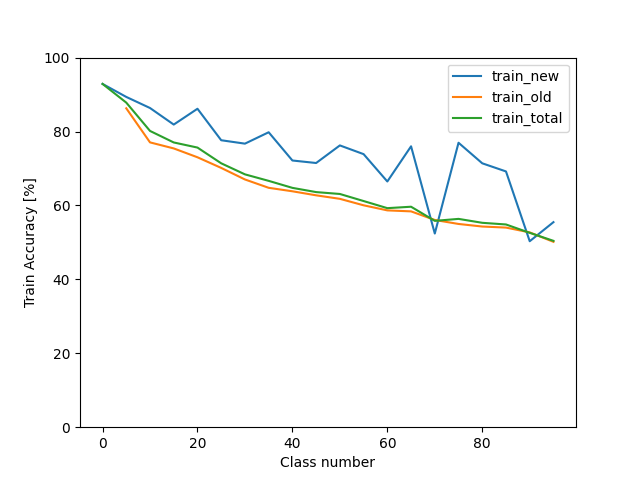 100
80
60
40
20
0
Train Accuracy [%]
train_new
train_old
train_total
0 20 40 60 80
Class number